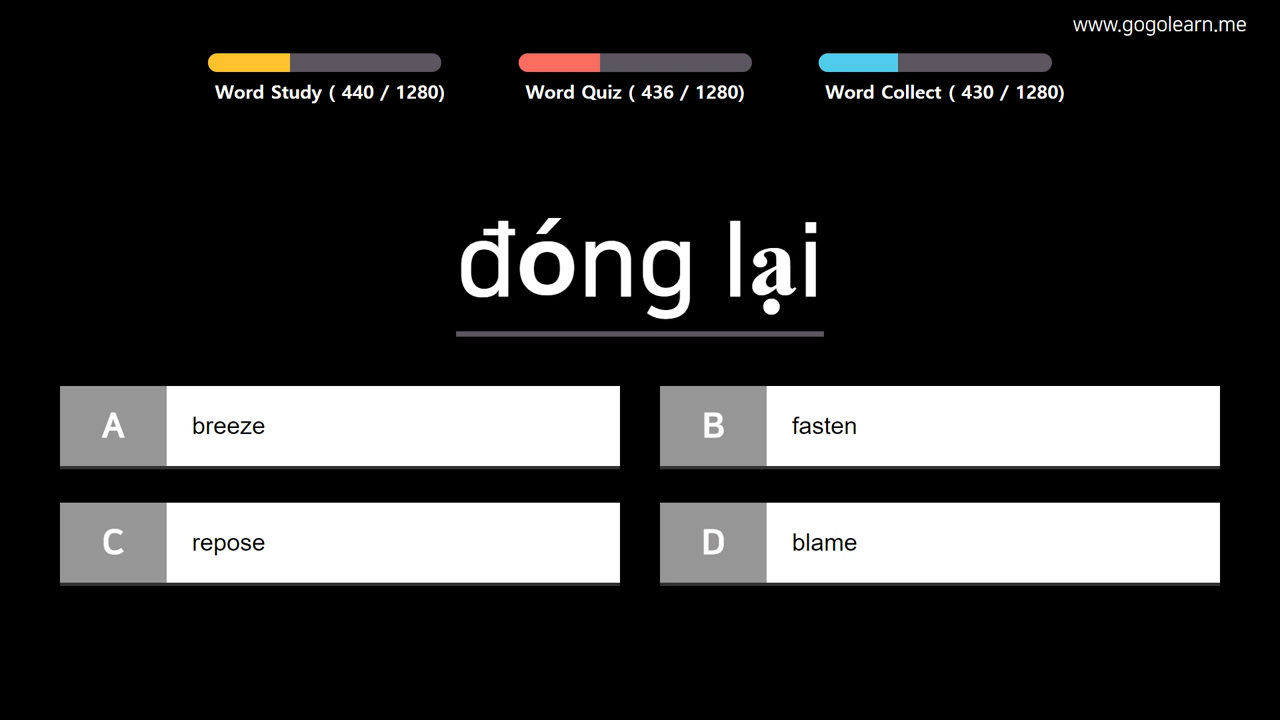 www.gogolearn.me
Word Study ( 440 / 1280)
Word Quiz ( 436 / 1280)
Word Collect ( 430 / 1280)
đóng lại
A breeze
B fasten
C repose
D blame